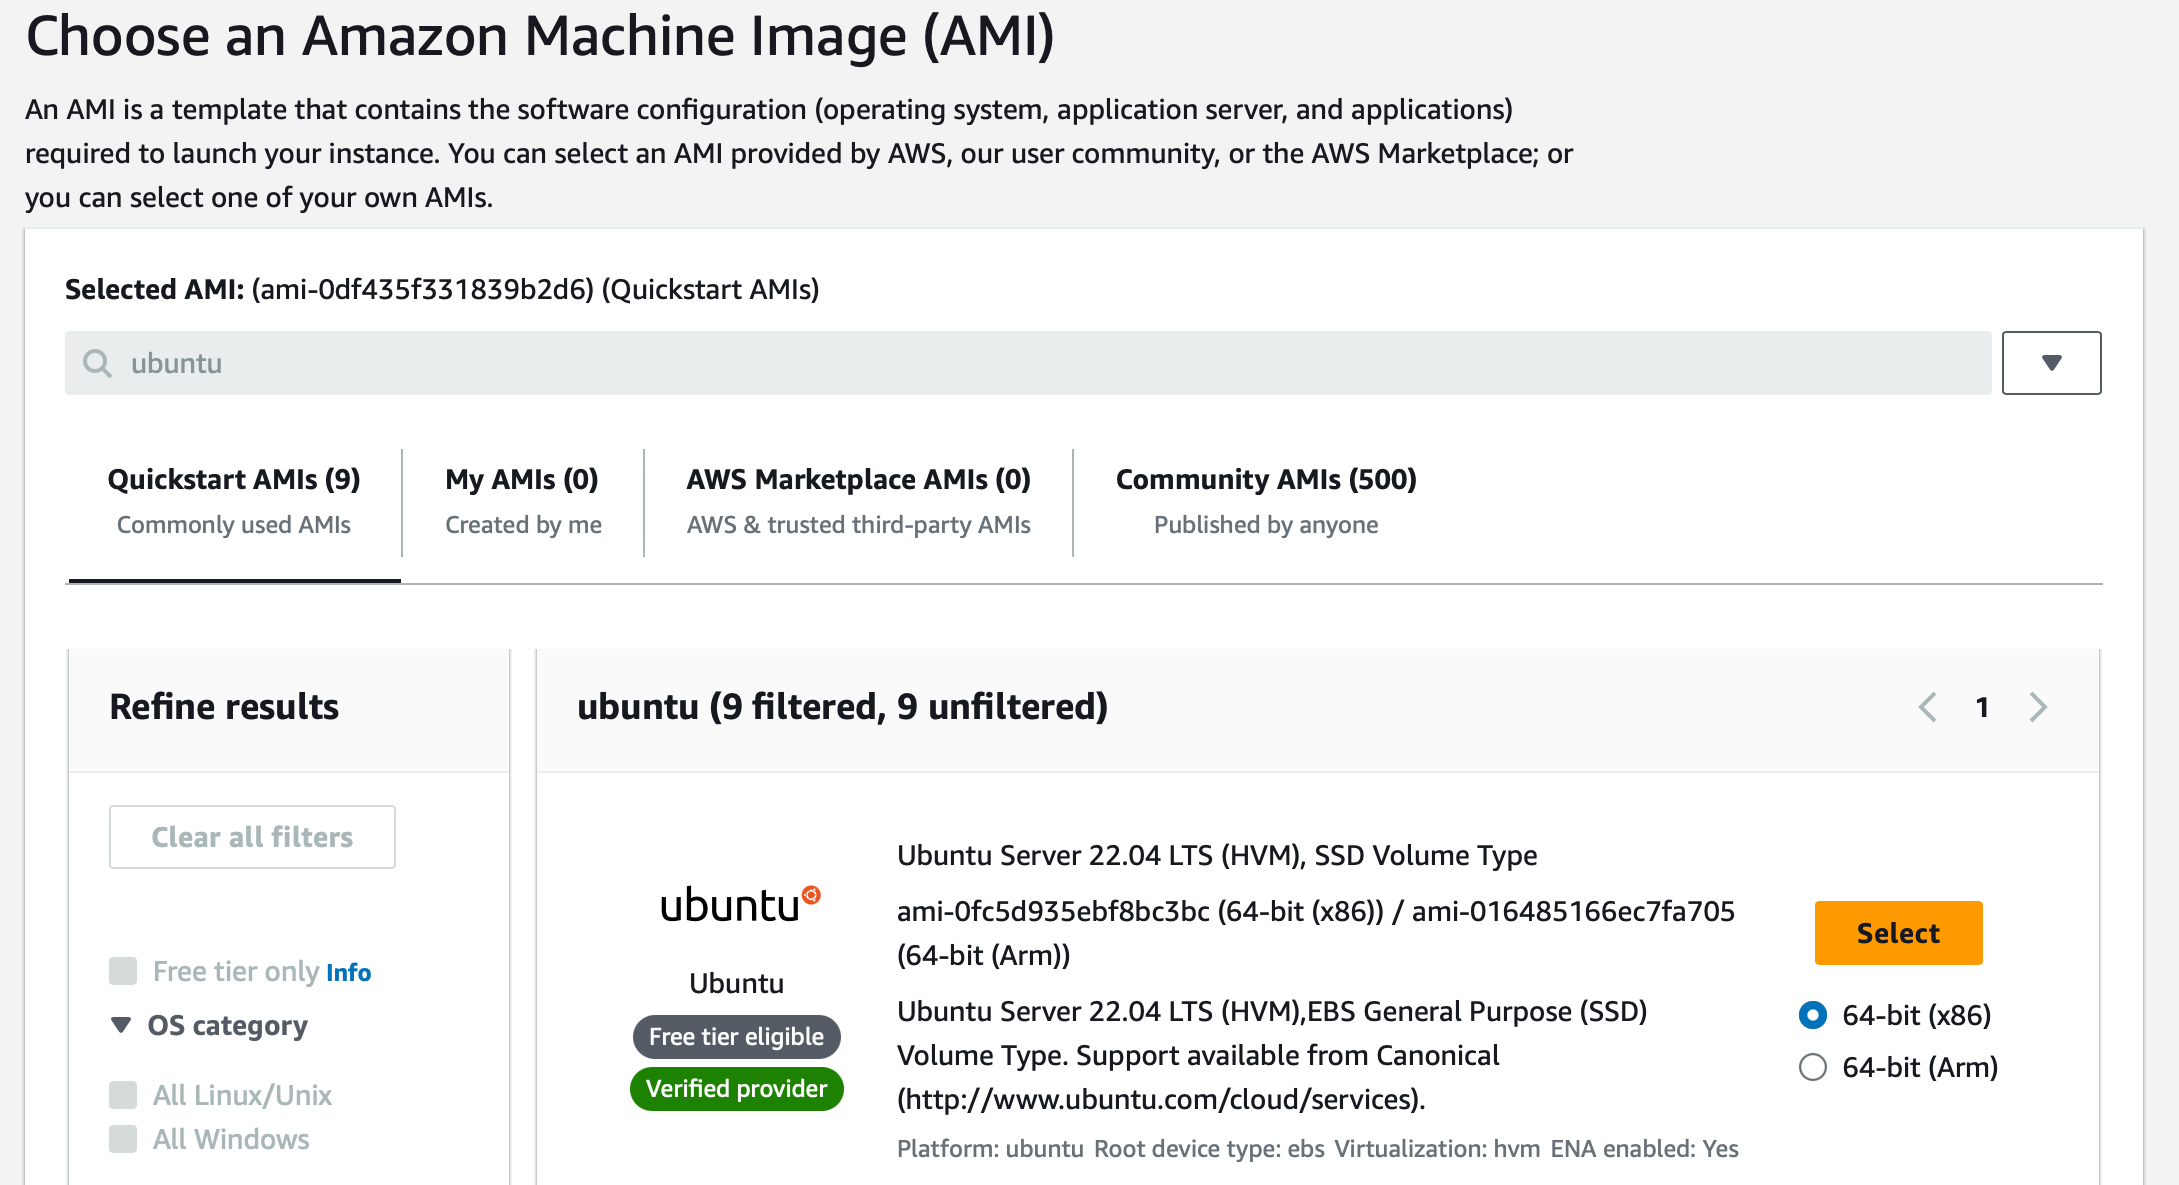 Choose an Amazon Machine Image (AMI)
An AMI is a template that contains the software configuration (operating system, application server, and applications)
required to launch your instance. You can select an AMI provided by AWS, our user community, or the AWS Marketplace; or
you can select one of your own AMIs.
Selected AMI: (ami-0df435f331839b2d6) (Quickstart AMIs)
ubuntu
Quickstart AMIs (9)
Commonly used AMIs
My AMIs (0)
Created by me
AWS Marketplace AMIs (0)
AWS & trusted third-party AMIs
Community AMIs (500)
Published by anyone
Refine results
Clear all filters
Free tier only Info
OS category
All Linux/Unix
All Windows
ubuntu (9 filtered, 9 unfiltered)
1
ubuntu
Ubuntu
Free tier eligible
Verified provider
Ubuntu Server 22.04 LTS (HVM), SSD Volume Type
ami-0fc5d935ebf8bc3bc (64-bit (x86)) / ami-016485166ec7fa705
(64-bit (Arm))
Ubuntu Server 22.04 LTS (HVM),EBS General Purpose (SSD)
Volume Type. Support available from Canonical
(http://www.ubuntu.com/cloud/services).
Platform: ubuntu Root device type: ebs Virtualization: hvm ENA enabled: Yes
Select
64-bit (x86)
64-bit (Arm)